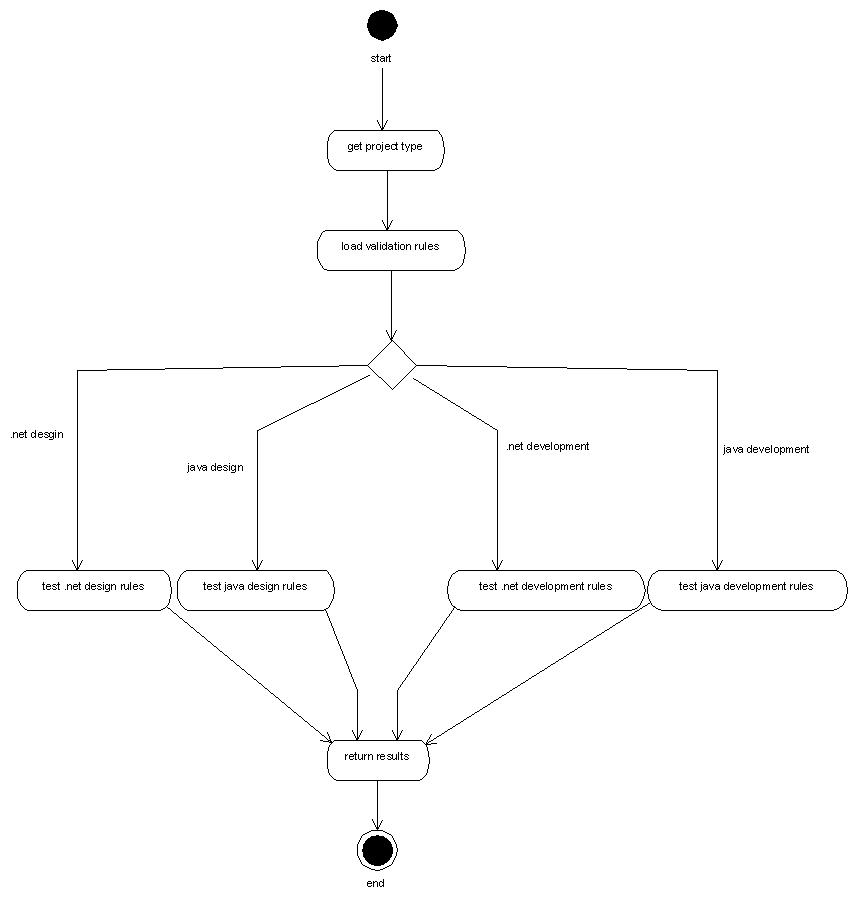 start
get project type
load validation rules
.net desgin
java design
.net development
java development
test .net design rules
test java design rules
test .net development rules
test java development rules
return results
end